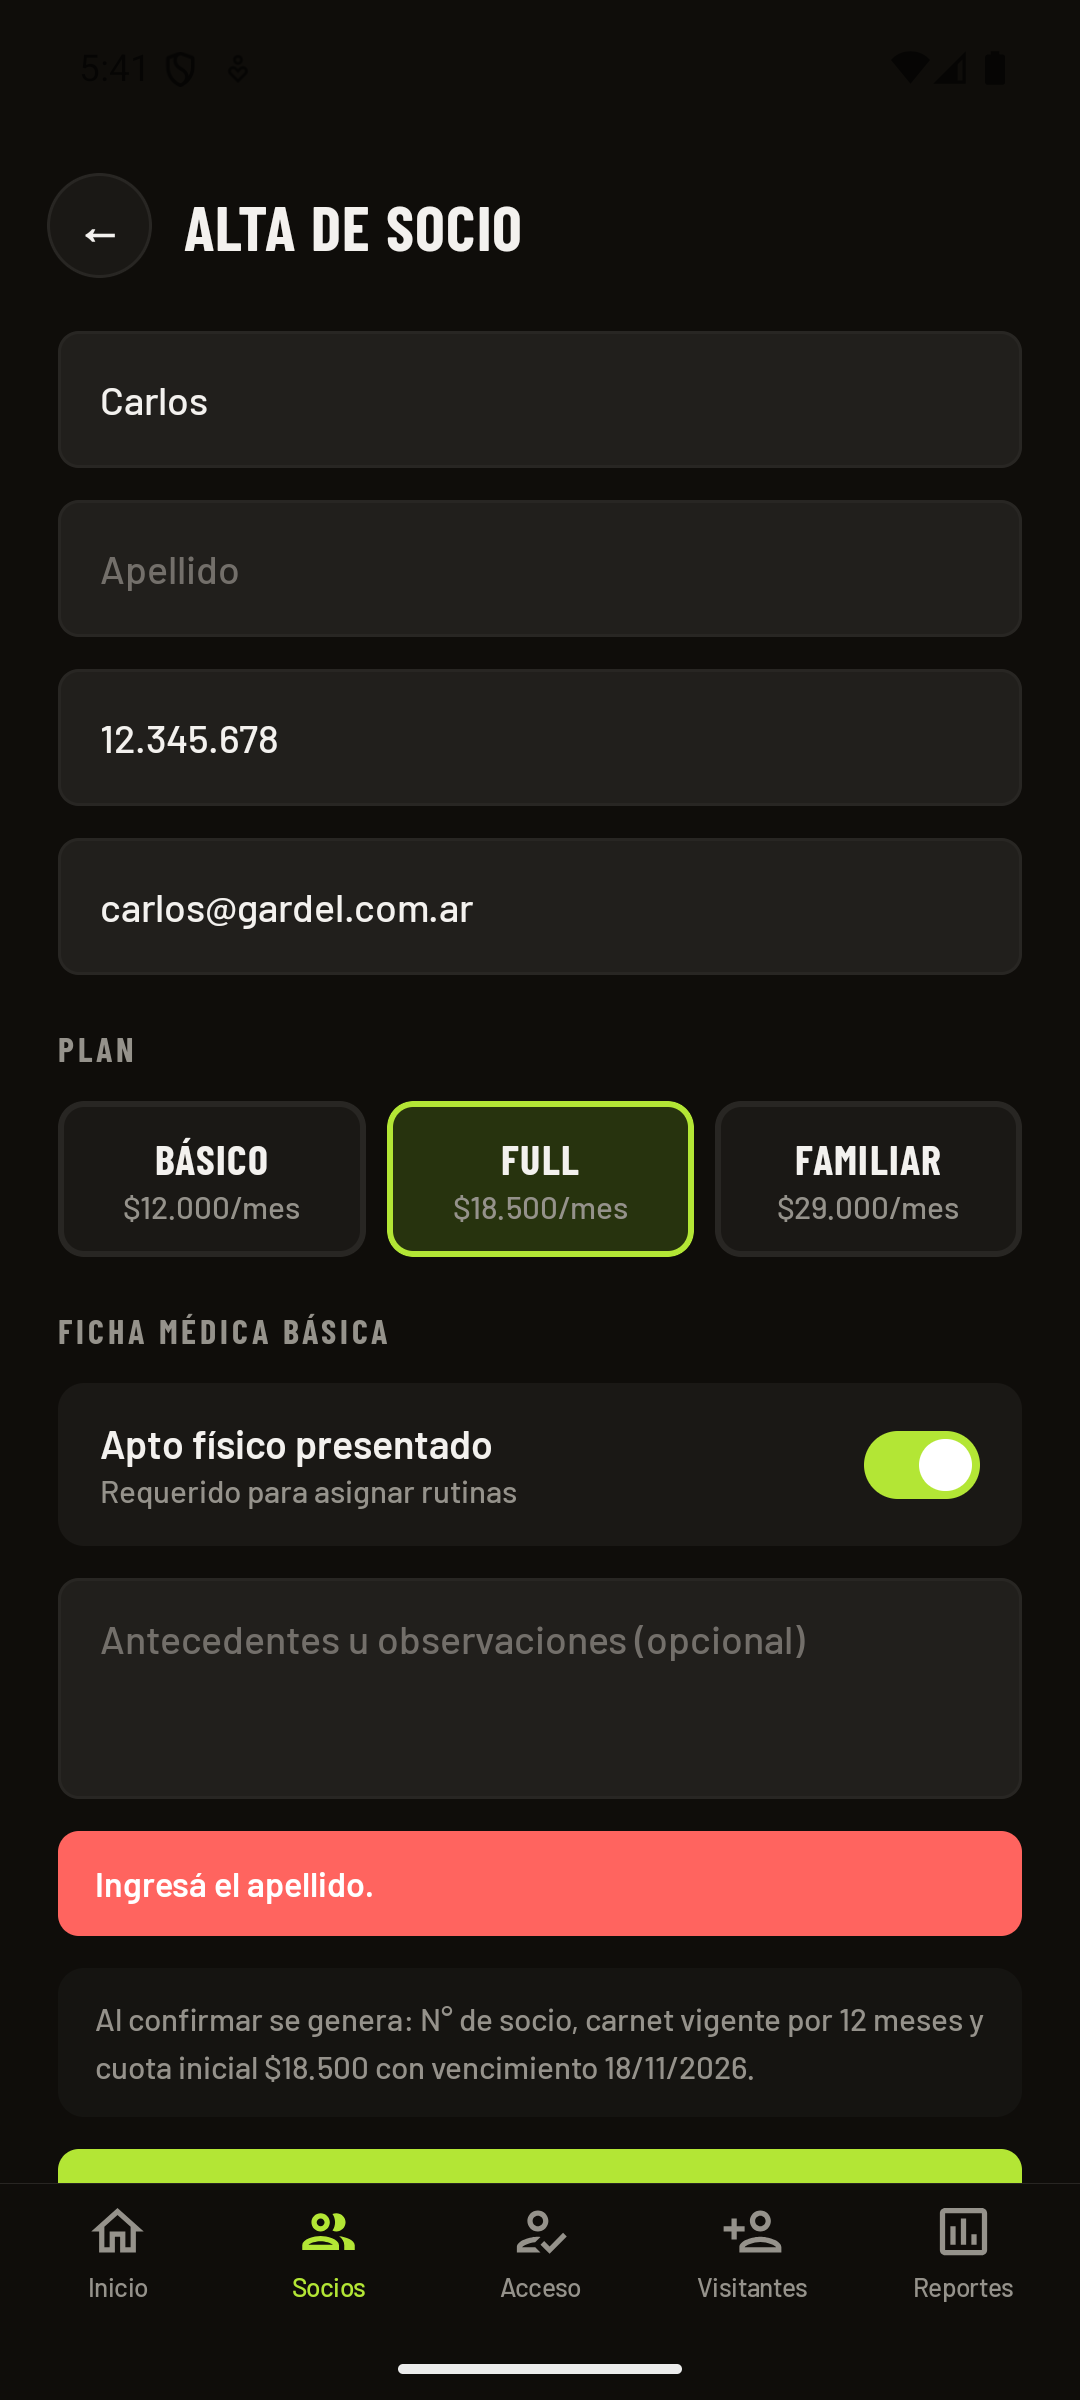 5:41
ALTA DE SOCIO
Carlos
Apellido
12.345.678
carlos@gardel.com.ar
PLAN
BÁSICO
$12.000/mes
FULL
$18.500/mes
FAMILIAR
$29.000/mes
FICHA MÉDICA BÁSICA
Apto físico presentado
Requerido para asignar rutinas
Antecedentes u observaciones (opcional)
Ingresá el apellido.
Al confirmar se genera: N° de socio, carnet vigente por 12 meses y
cuota inicial $18.500 con vencimiento 18/11/2026.
Inicio
Socios
Acceso
Visitantes
Reportes